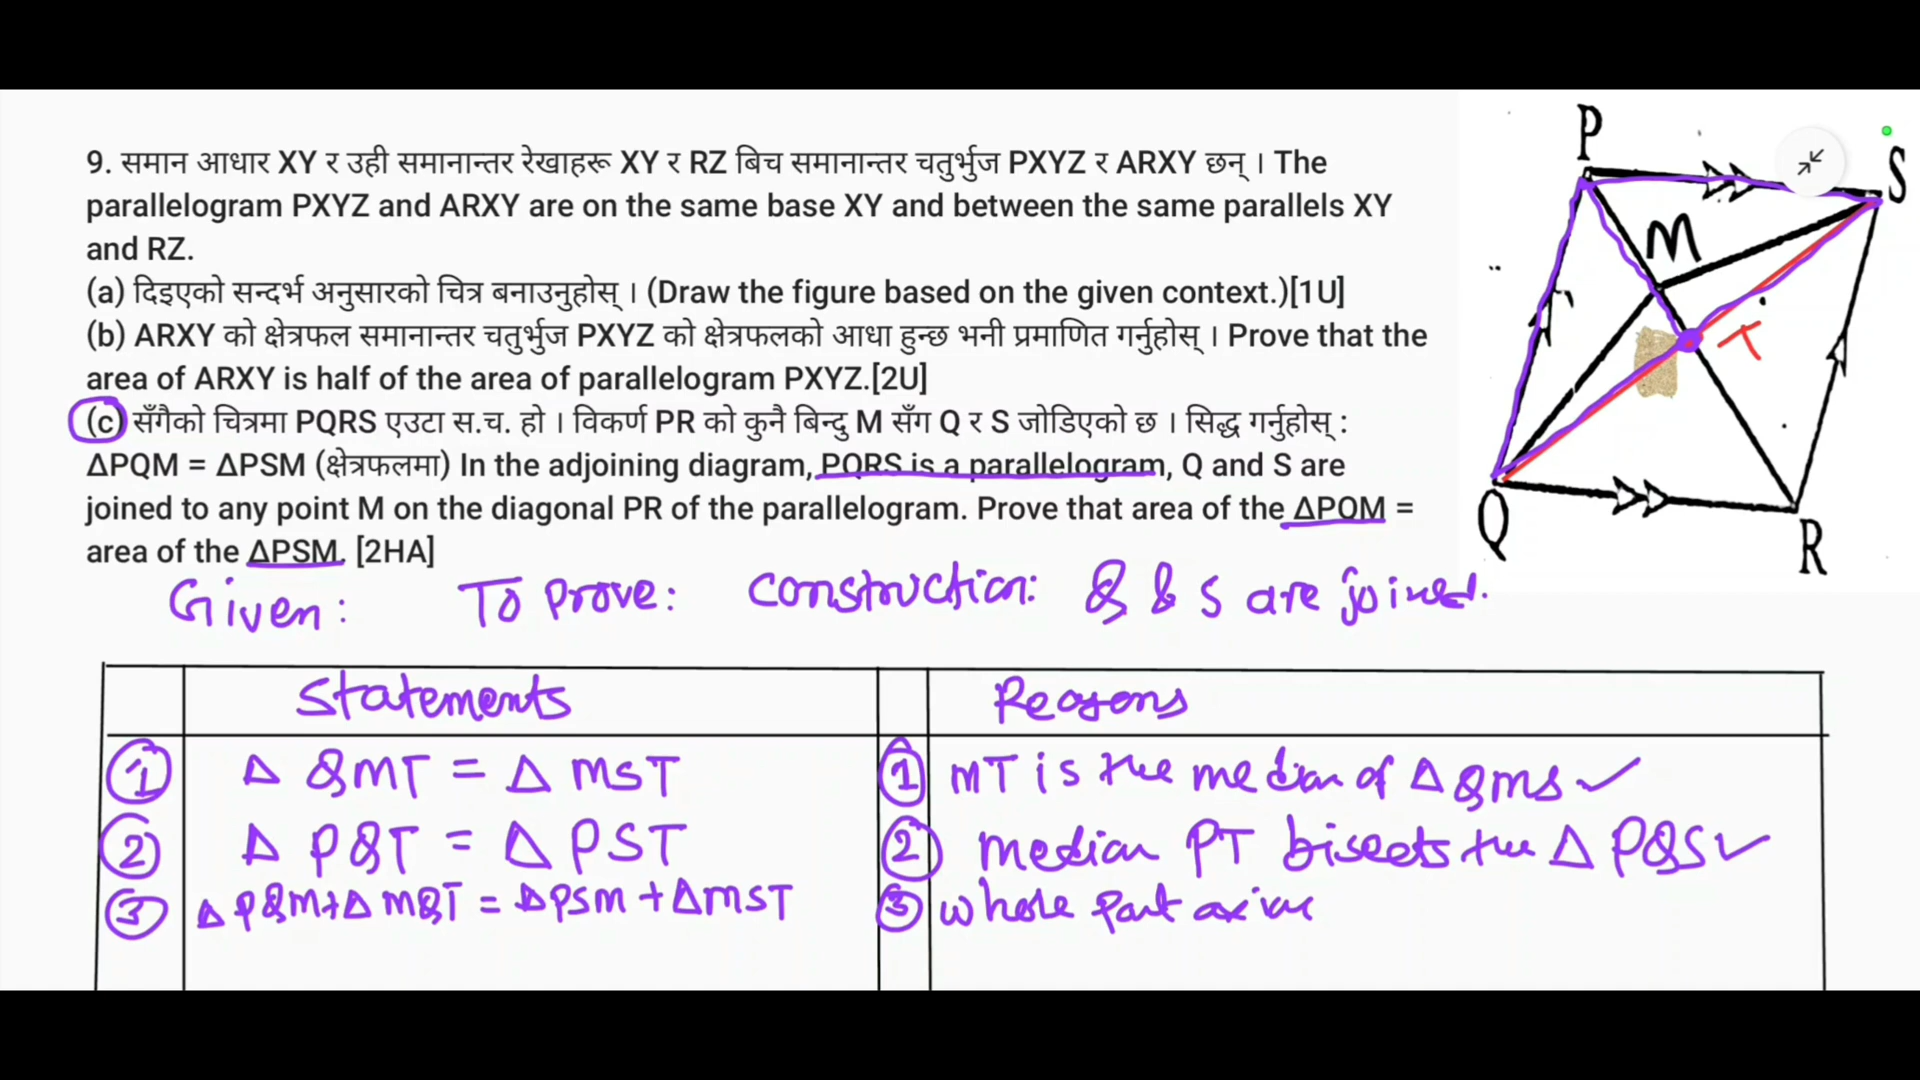 9. समान आधार XY र उही समानान्तर रेखाहरू XY र RZ बिच समानान्तर चतुर्भुज PXYZ र ARXY छन् । The
parallelogram PXYZ and ARXY are on the same base XY and between the same parallels XY
and RZ.
(a) दिइएको सन्दर्भ अनुसारको चित्र बनाउनुहोस् । (Draw the figure based on the given context.)[1U]
(b) ARXY को क्षेत्रफल समानान्तर चतुर्भुज PXYZ को क्षेत्रफलको आधा हुन्छ भनी प्रमाणित गर्नुहोस् । Prove that the
area of ARXY is half of the area of parallelogram PXYZ.[2U]
(c) सँगैको चित्रमा PQRS एउटा स.च. हो । विकर्ण PR को कुनै बिन्दु M सँग Q र S जोडिएको छ । सिद्ध गर्नुहोस् :
ΔPQM = ΔPSM (क्षेत्रफलमा) In the adjoining diagram, PQRS is a parallelogram, Q and S are
joined to any point M on the diagonal PR of the parallelogram. Prove that area of the ΔPQM =
area of the ΔPSM. [2HA]
P
S
M
T
Q
R
Given: To prove: construction: Q & S are joined.
Statements Reasons
1 Δ QMT = Δ MST 1 MT is the median of Δ QMS ✓
2 Δ PQT = Δ PST 2 median PT bisects the Δ PQS ✓
3 Δ PQM + Δ MQT = Δ PSM + Δ MST 3 whole part axiom